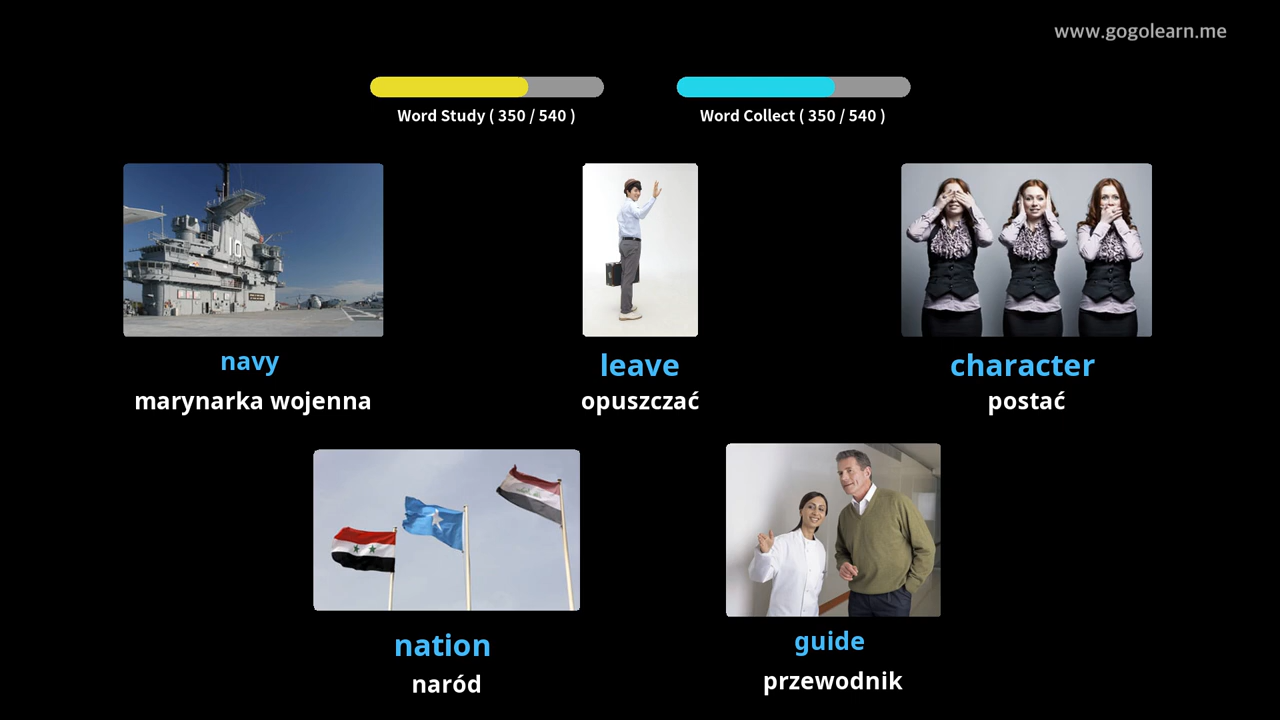 www.gogolearn.me
Word Study ( 350 / 540 )
Word Collect ( 350 / 540 )
10
navy
leave
character
marynarka wojenna
opuszczać
postać
nation
guide
naród
przewodnik